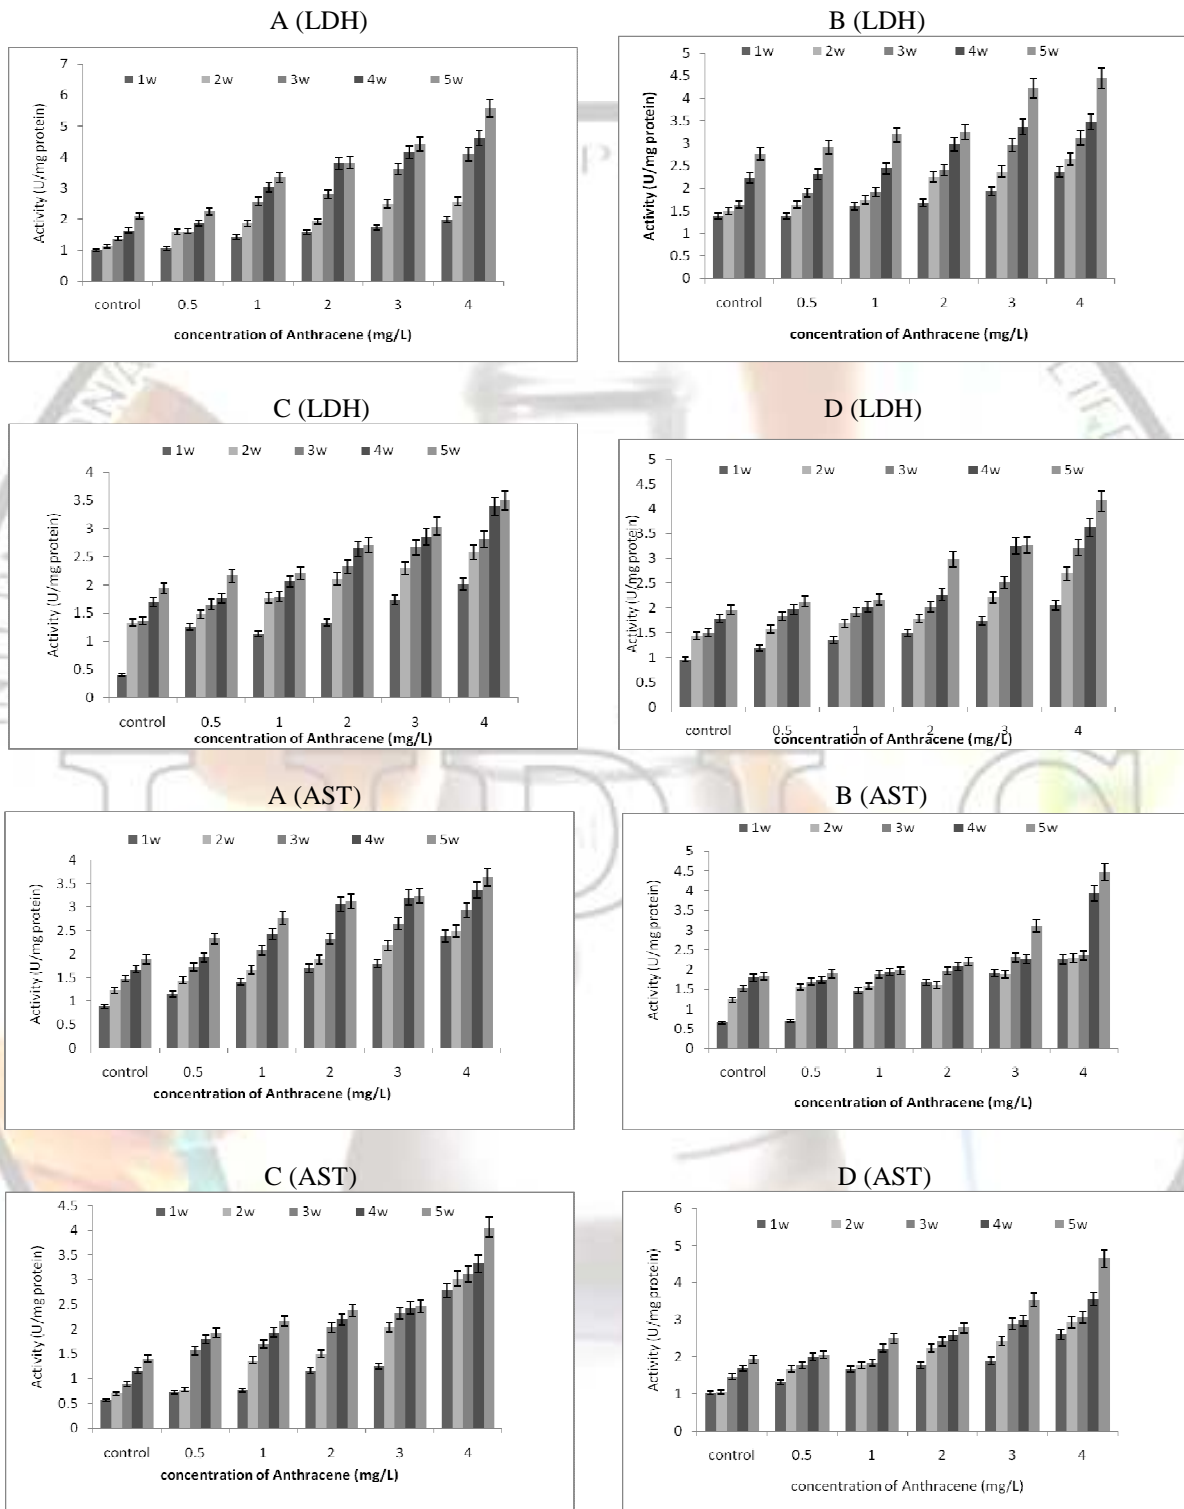 A (LDH)
1w 2w 3w 4w 5w
7
6
5
4
3
2
1
0
Activity (U/mg protein)
control 0.5 1 2 3 4
concentration of Anthracene (mg/L)
B (LDH)
1w 2w 3w 4w 5w
5
4.5
4
3.5
3
2.5
2
1.5
1
0.5
0
Activity (U/mg protein)
control 0.5 1 2 3 4
concentration of Anthracene (mg/L)
C (LDH)
1w 2w 3w 4w 5w
4
3.5
3
2.5
2
1.5
1
0.5
0
Activity (U/mg protein)
control 0.5 1 2 3 4
concentration of Anthracene (mg/L)
D (LDH)
1w 2w 3w 4w 5w
5
4.5
4
3.5
3
2.5
2
1.5
1
0.5
0
Activity (U/mg protein)
control 0.5 1 2 3 4
concentration of Anthracene (mg/L)
A (AST)
1w 2w 3w 4w 5w
4
3.5
3
2.5
2
1.5
1
0.5
0
Activity (U/mg protein)
control 0.5 1 2 3 4
concentration of Anthracene (mg/L)
B (AST)
1w 2w 3w 4w 5w
5
4.5
4
3.5
3
2.5
2
1.5
1
0.5
0
Activity (U/mg protein)
control 0.5 1 2 3 4
concentration of Anthracene (mg/L)
C (AST)
1w 2w 3w 4w 5w
4.5
4
3.5
3
2.5
2
1.5
1
0.5
0
Activity (U/mg protein)
control 0.5 1 2 3 4
concentration of Anthracene (mg/L)
D (AST)
1w 2w 3w 4w 5w
6
5
4
3
2
1
0
Activity (U/mg protein)
control 0.5 1 2 3 4
concentration of Anthracene (mg/L)